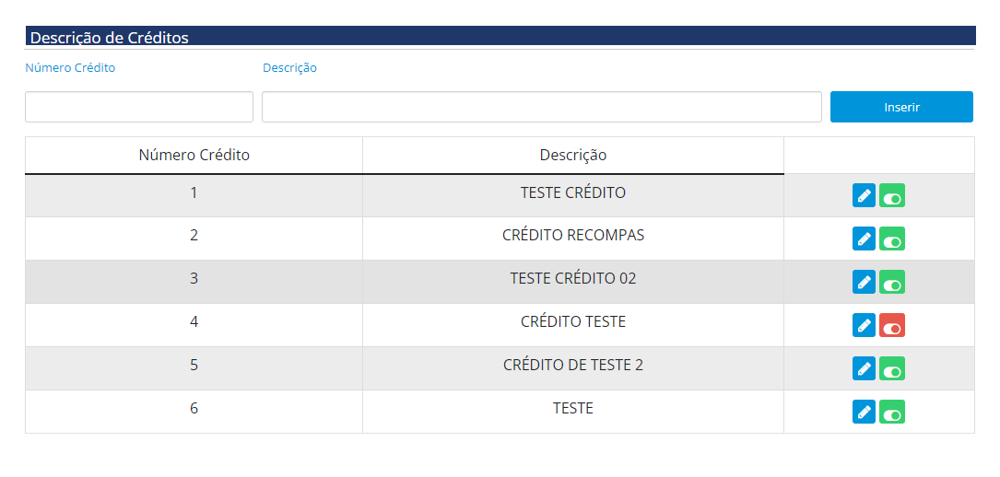 Descrição de Créditos
Número Crédito Descrição
Inserir
Número Crédito Descrição
1 TESTE CRÉDITO
2 CRÉDITO RECOMPAS
3 TESTE CRÉDITO 02
4 CRÉDITO TESTE
5 CRÉDITO DE TESTE 2
6 TESTE